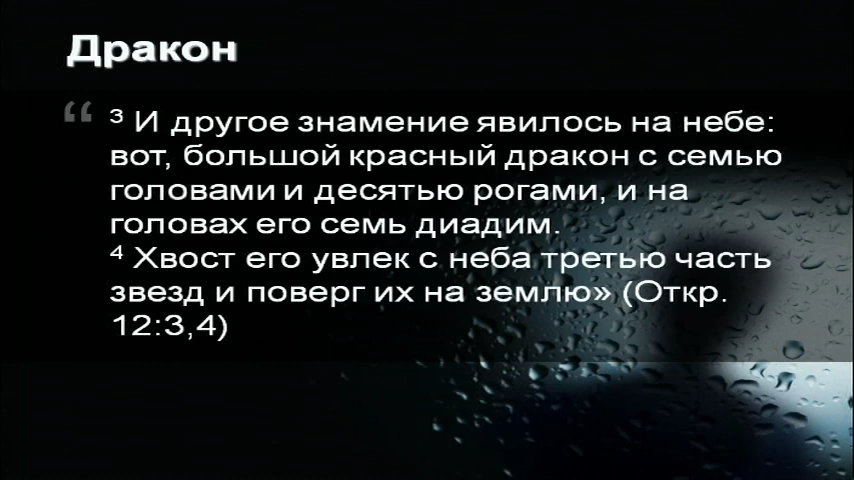 Дракон
“ ³ И другое знамение явилось на небе:
вот, большой красный дракон с семью
головами и десятью рогами, и на
головах его семь диадим.
⁴ Хвост его увлек с неба третью часть
звезд и поверг их на землю» (Откр.
12:3,4)